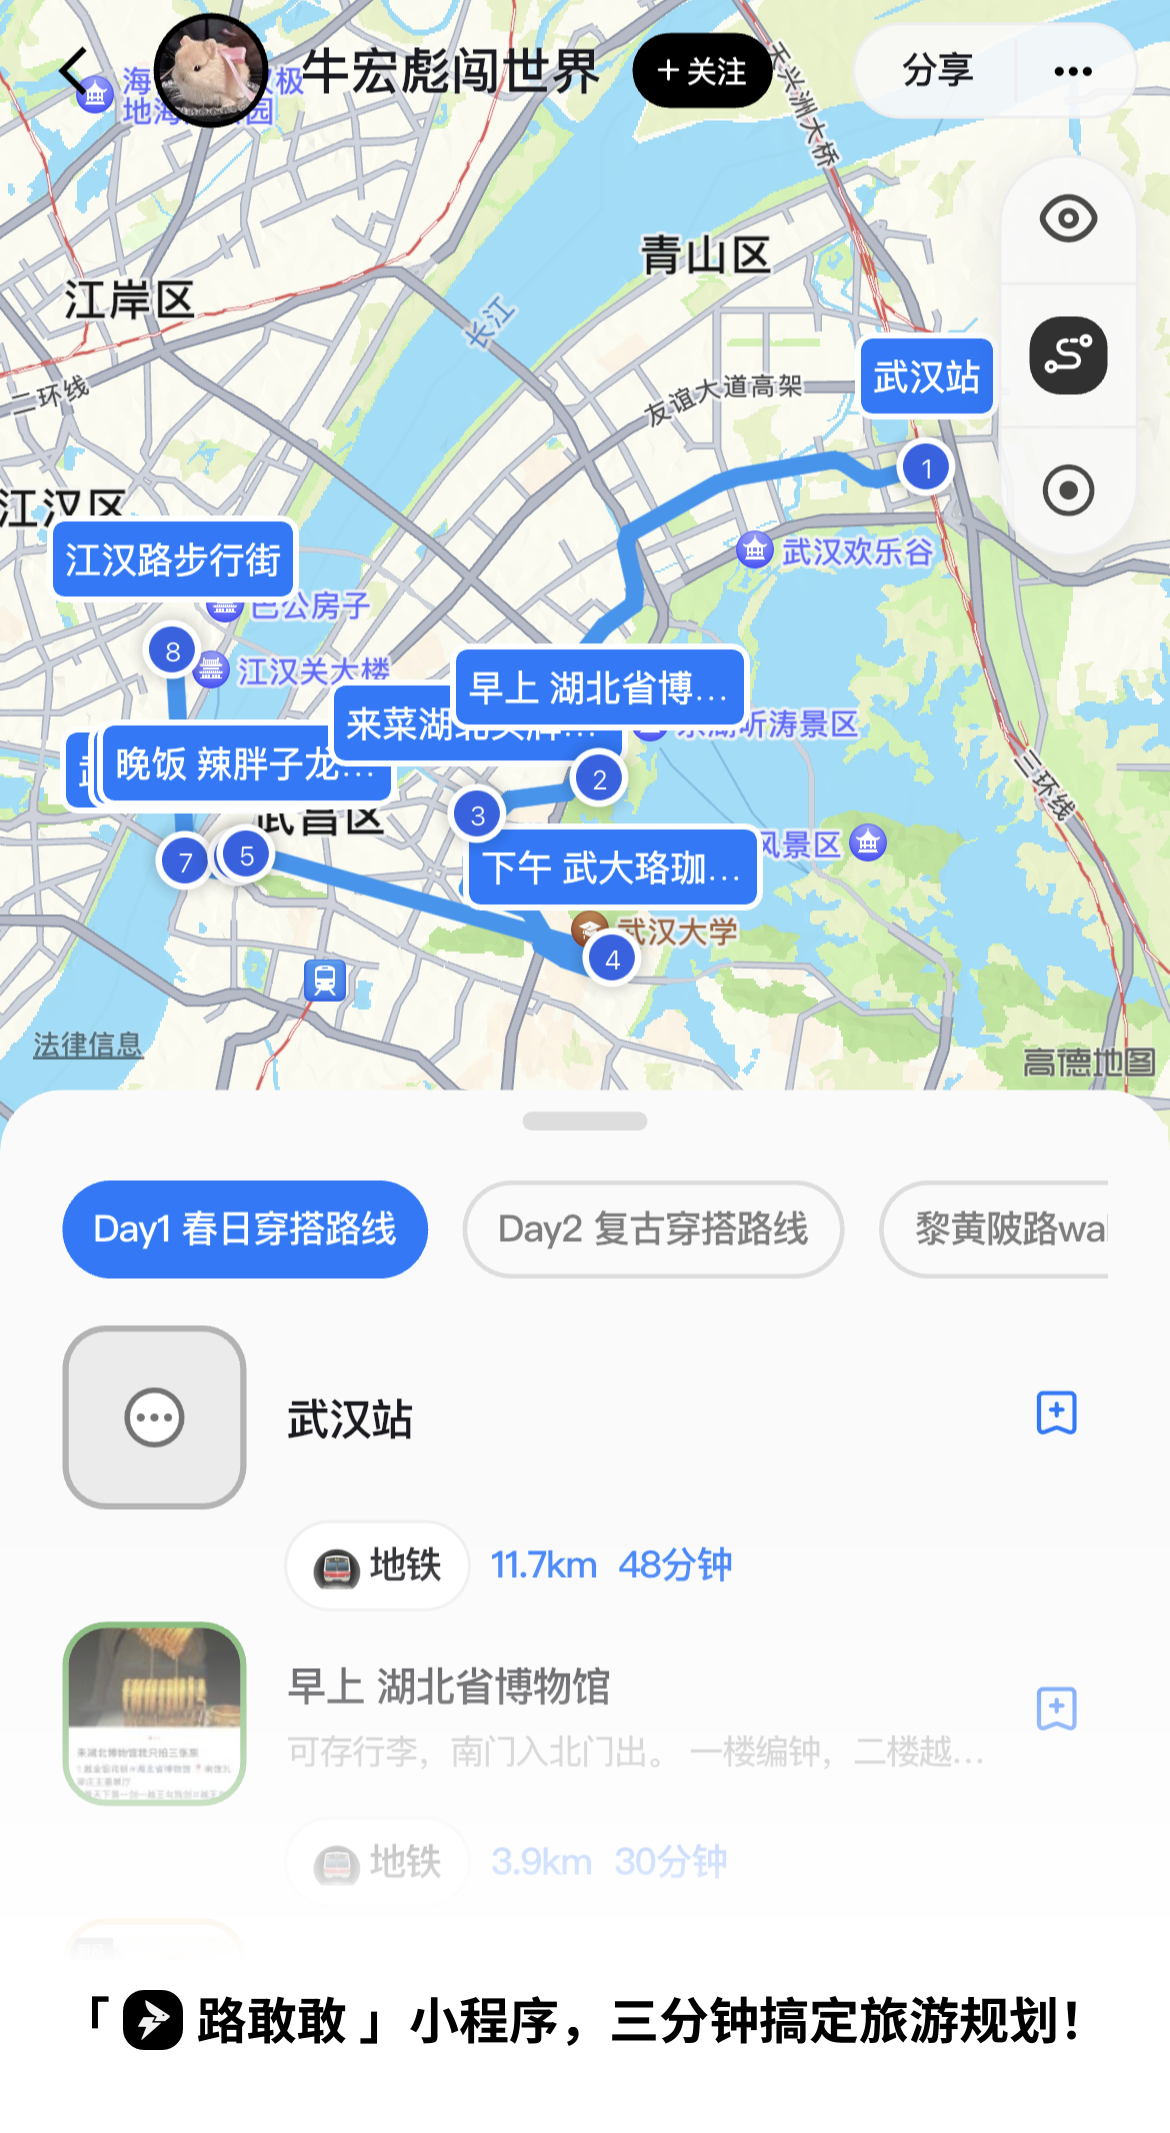 牛宏彪闯世界
+关注
分享
天兴洲大桥
青山区
江岸区
长江
二环线
友谊大道高架
武汉站
1
江汉区
江汉路步行街
武汉欢乐谷
巴公房子
8
江汉关大楼
早上 湖北省博...
听涛景区
晚饭 辣胖子龙...
2
3
三环线
武昌区
7
5
下午 武大珞珈...
风景区
武汉大学
4
法律信息
高德地图
Day1 春日穿搭路线
Day2 复古穿搭路线
黎黄陂路wal
武汉站
地铁 11.7km 48分钟
早上 湖北省博物馆
可存行李，南门入北门出。 一楼编钟，二楼越...
地铁 3.9km 30分钟
「 路敢敢 」小程序，三分钟搞定旅游规划！